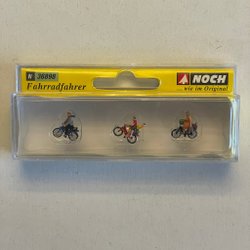 N 36898
Fahrradfahrer
NOCH
... wie im Original